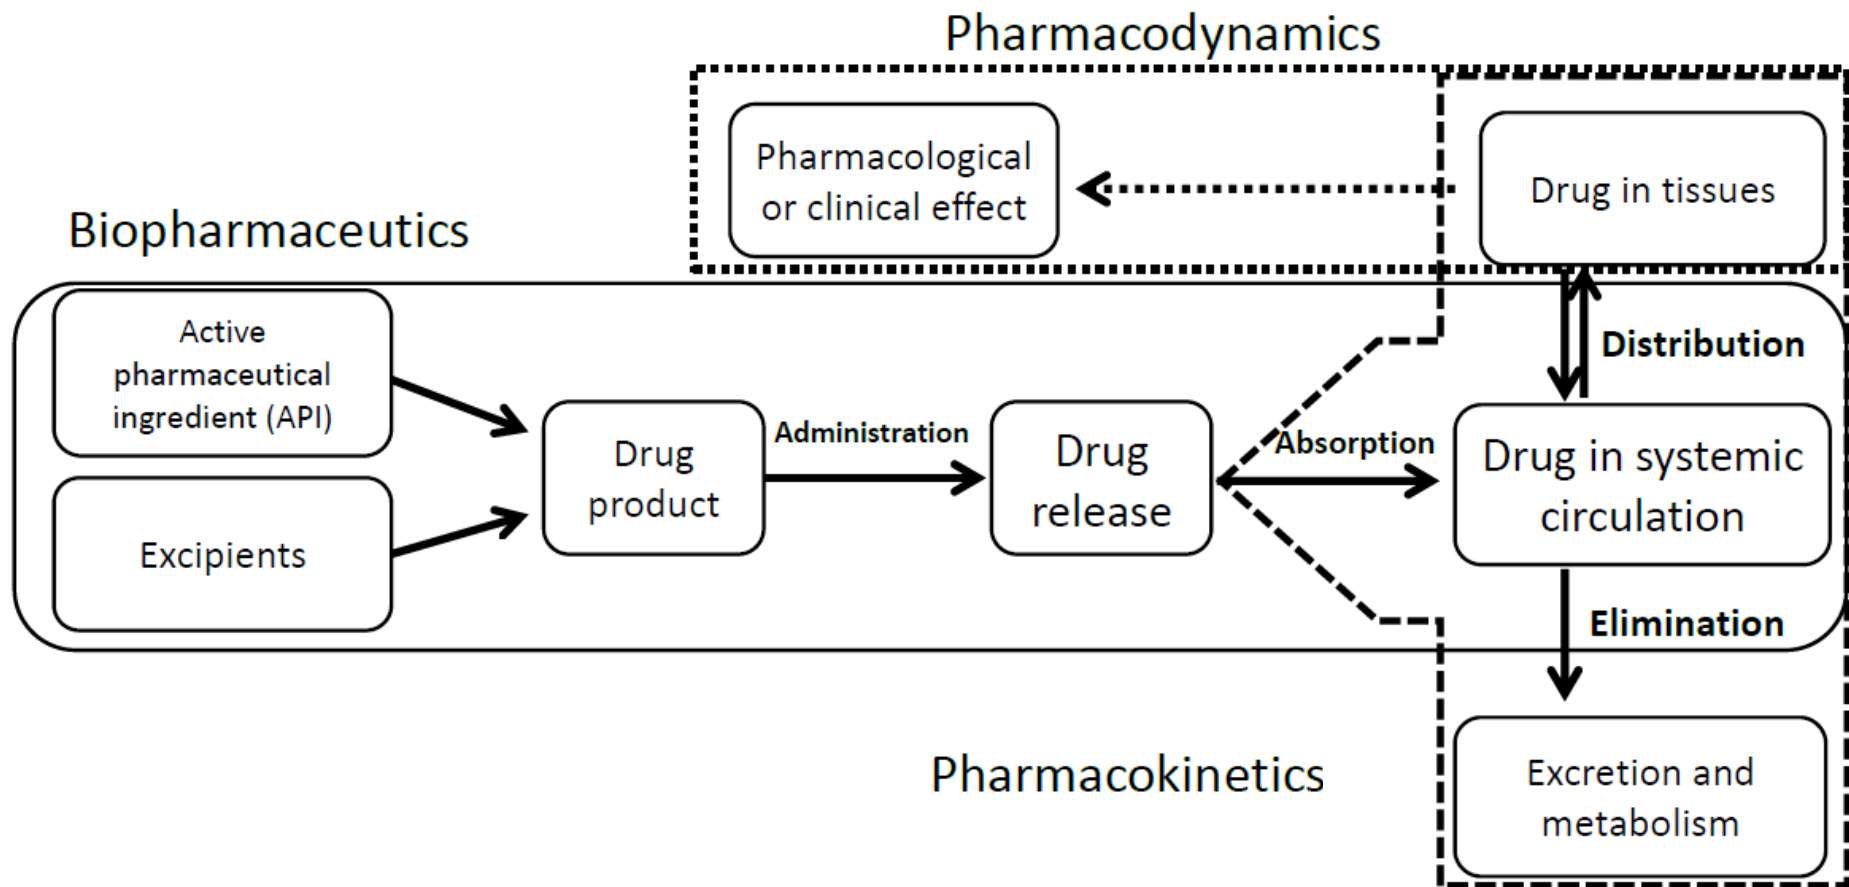 Pharmacodynamics
Pharmacological
or clinical effect
Drug in tissues
Biopharmaceutics
Active
pharmaceutical
ingredient (API)
Excipients
Drug
product
Administration
Drug
release
Absorption
Distribution
Drug in systemic
circulation
Elimination
Pharmacokinetics
Excretion and
metabolism